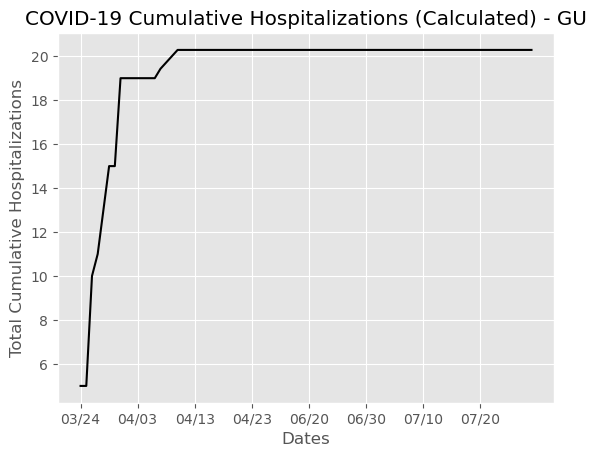 COVID-19 Cumulative Hospitalizations (Calculated) - GU
Total Cumulative Hospitalizations
20
18
16
14
12
10
8
6
03/24 04/03 04/13 04/23 06/20 06/30 07/10 07/20
Dates